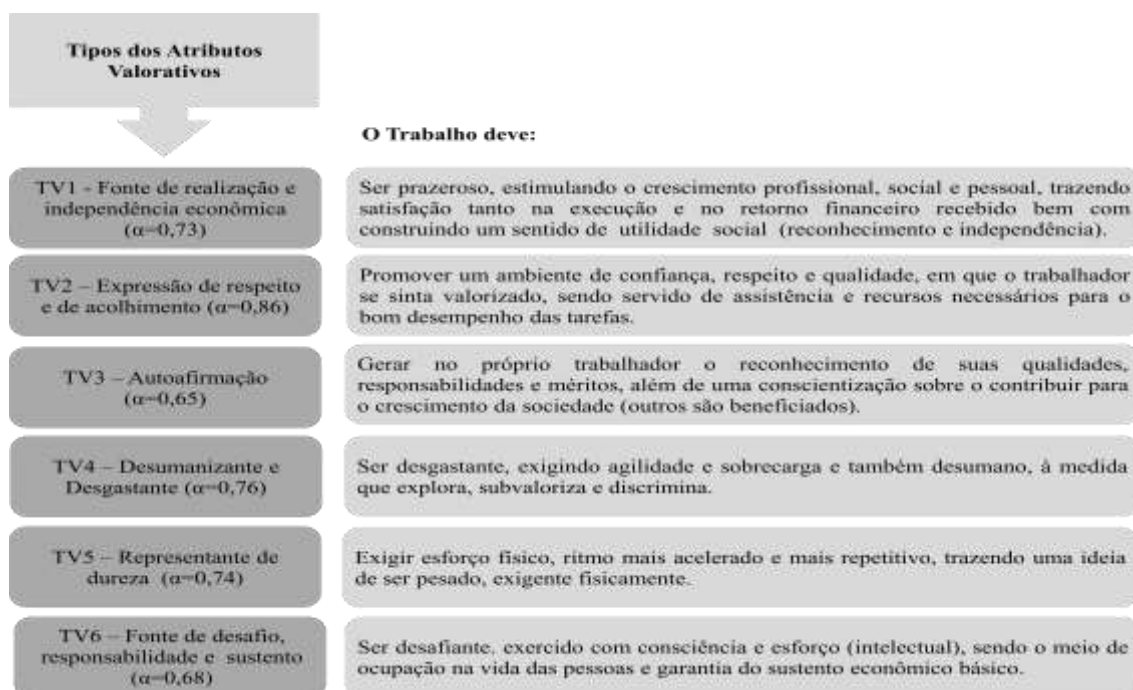 Tipos dos Atributos
Valorativos
O Trabalho deve:
TV1 - Fonte de realização e
independência econômica
(α=0,73)
Ser prazeroso, estimulando o crescimento profissional, social e pessoal, trazendo
satisfação tanto na execução e no retorno financeiro recebido bem com
construindo um sentido de utilidade social (reconhecimento e independência).
TV2 – Expressão de respeito
e de acolhimento (α=0,86)
Promover um ambiente de confiança, respeito e qualidade, em que o trabalhador
se sinta valorizado, sendo servido de assistência e recursos necessários para o
bom desempenho das tarefas.
TV3 – Autoafirmação
(α=0,65)
Gerar no próprio trabalhador o reconhecimento de suas qualidades,
responsabilidades e méritos, além de uma conscientização sobre o contribuir para
o crescimento da sociedade (outros são beneficiados).
TV4 – Desumanizante e
Desgastante (α=0,76)
Ser desgastante, exigindo agilidade e sobrecarga e também desumano, à medida
que explora, subvaloriza e discrimina.
TV5 – Representante de
dureza (α=0,74)
Exigir esforço físico, ritmo mais acelerado e mais repetitivo, trazendo uma ideia
de ser pesado, exigente fisicamente.
TV6 – Fonte de desafio,
responsabilidade e sustento
(α=0,68)
Ser desafiante, exercido com consciência e esforço (intelectual), sendo o meio de
ocupação na vida das pessoas e garantia do sustento econômico básico.